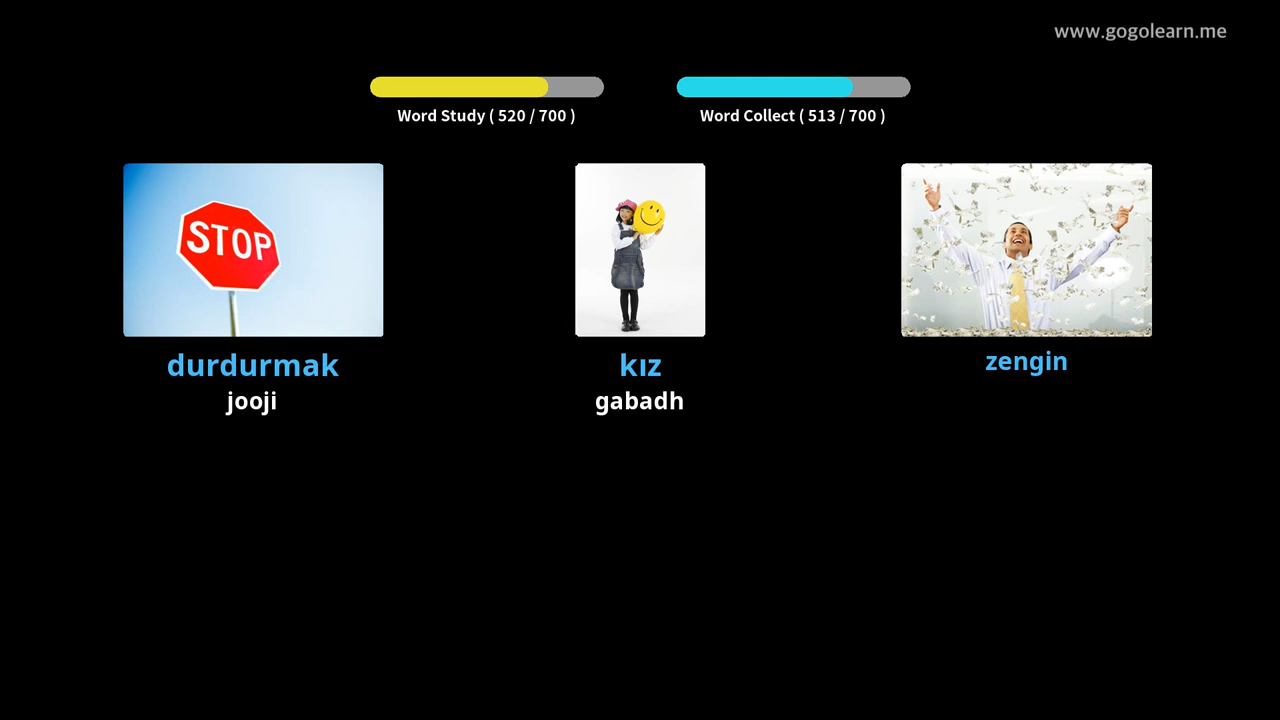 www.gogolearn.me
Word Study ( 520 / 700 )
Word Collect ( 513 / 700 )
STOP
durdurmak
jooji
kız
gabadh
zengin